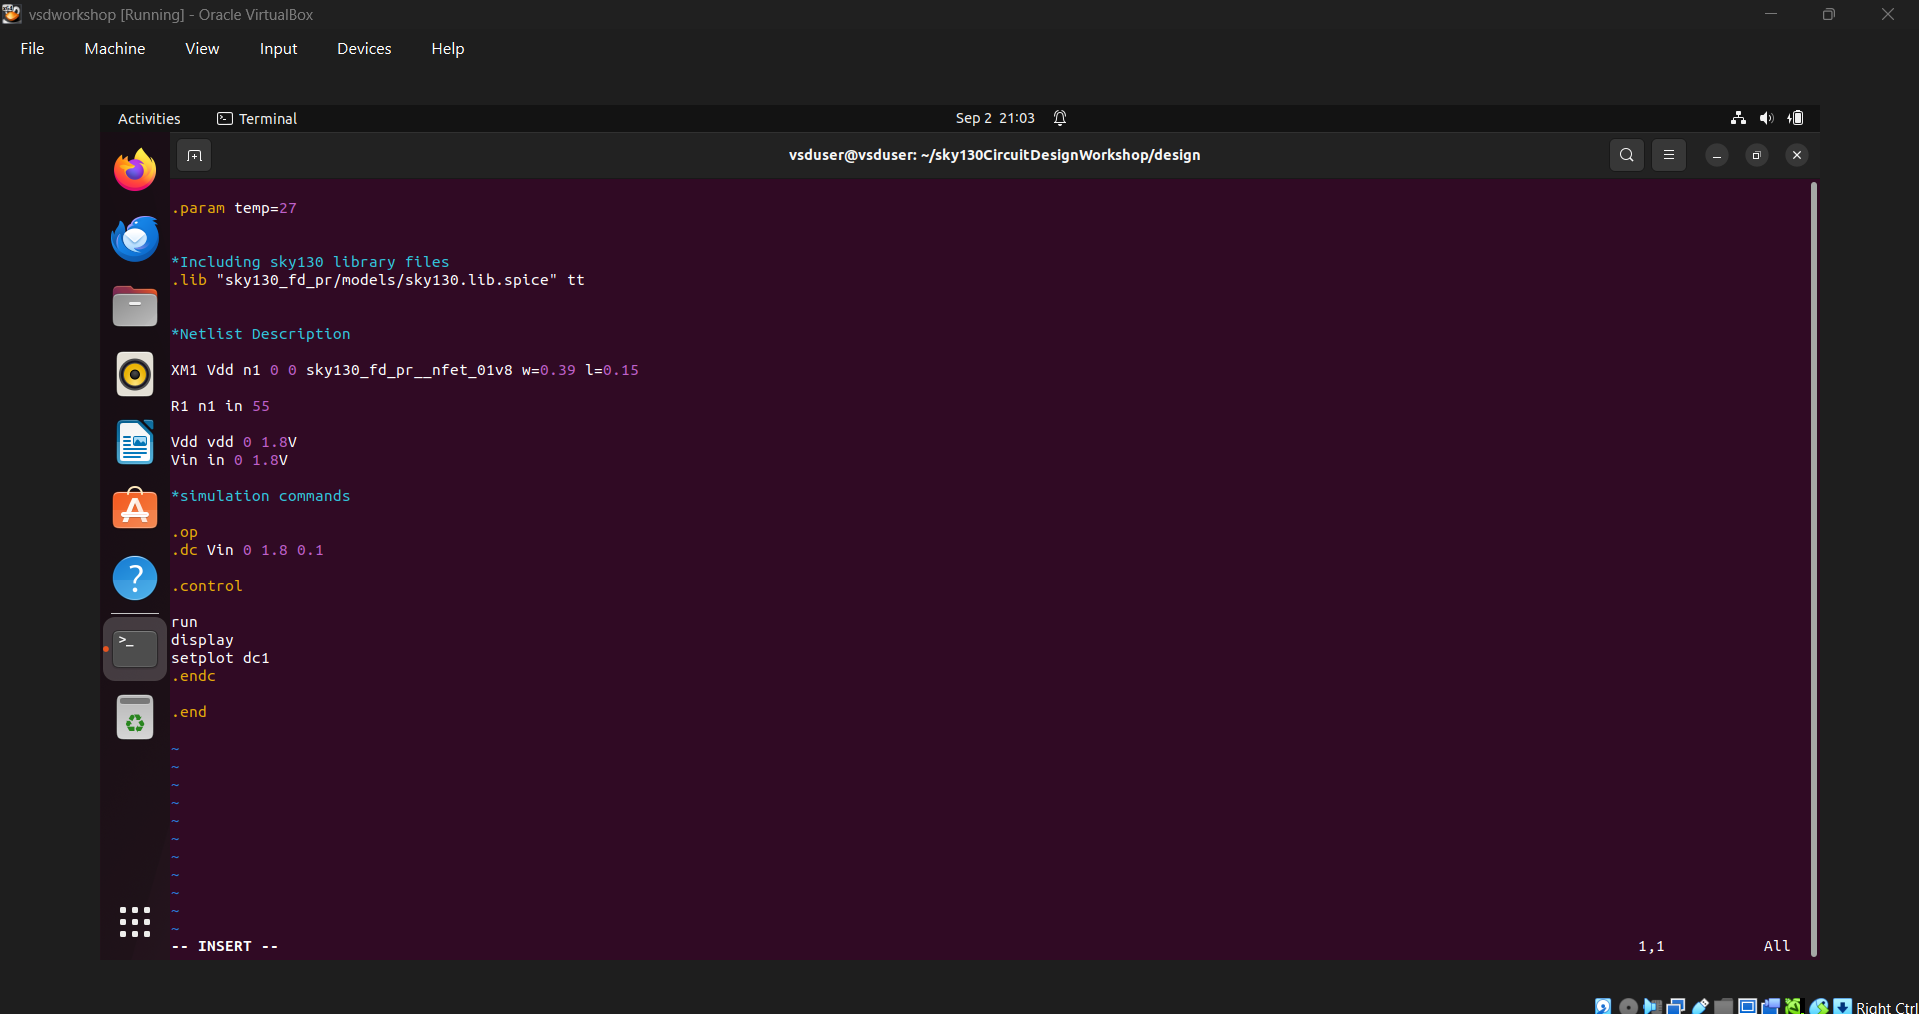 vsdworkshop [Running] - Oracle VirtualBox
File Machine View Input Devices Help
Activities Terminal Sep 2 21:03
vsduser@vsduser: ~/sky130CircuitDesignWorkshop/design
.param temp=27
*Including sky130 library files
.lib "sky130_fd_pr/models/sky130.lib.spice" tt
*Netlist Description
XM1 Vdd n1 0 0 sky130_fd_pr__nfet_01v8 w=0.39 l=0.15
R1 n1 in 55
Vdd vdd 0 1.8V
Vin in 0 1.8V
*simulation commands
.op
.dc Vin 0 1.8 0.1
.control
run
display
setplot dc1
.endc
.end
~
~
~
~
~
~
~
~
~
~
~
-- INSERT -- 1,1 All
Right Ctrl